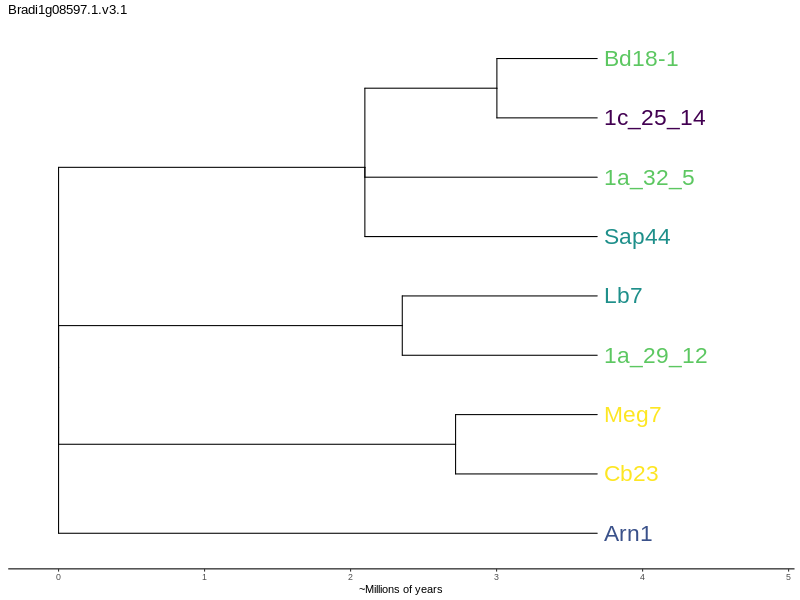 Bradi1g08597.1.v3.1
Bd18-1
1c_25_14
1a_32_5
Sap44
Lb7
1a_29_12
Meg7
Cb23
Arn1
0 1 2 3 4 5
~Millions of years